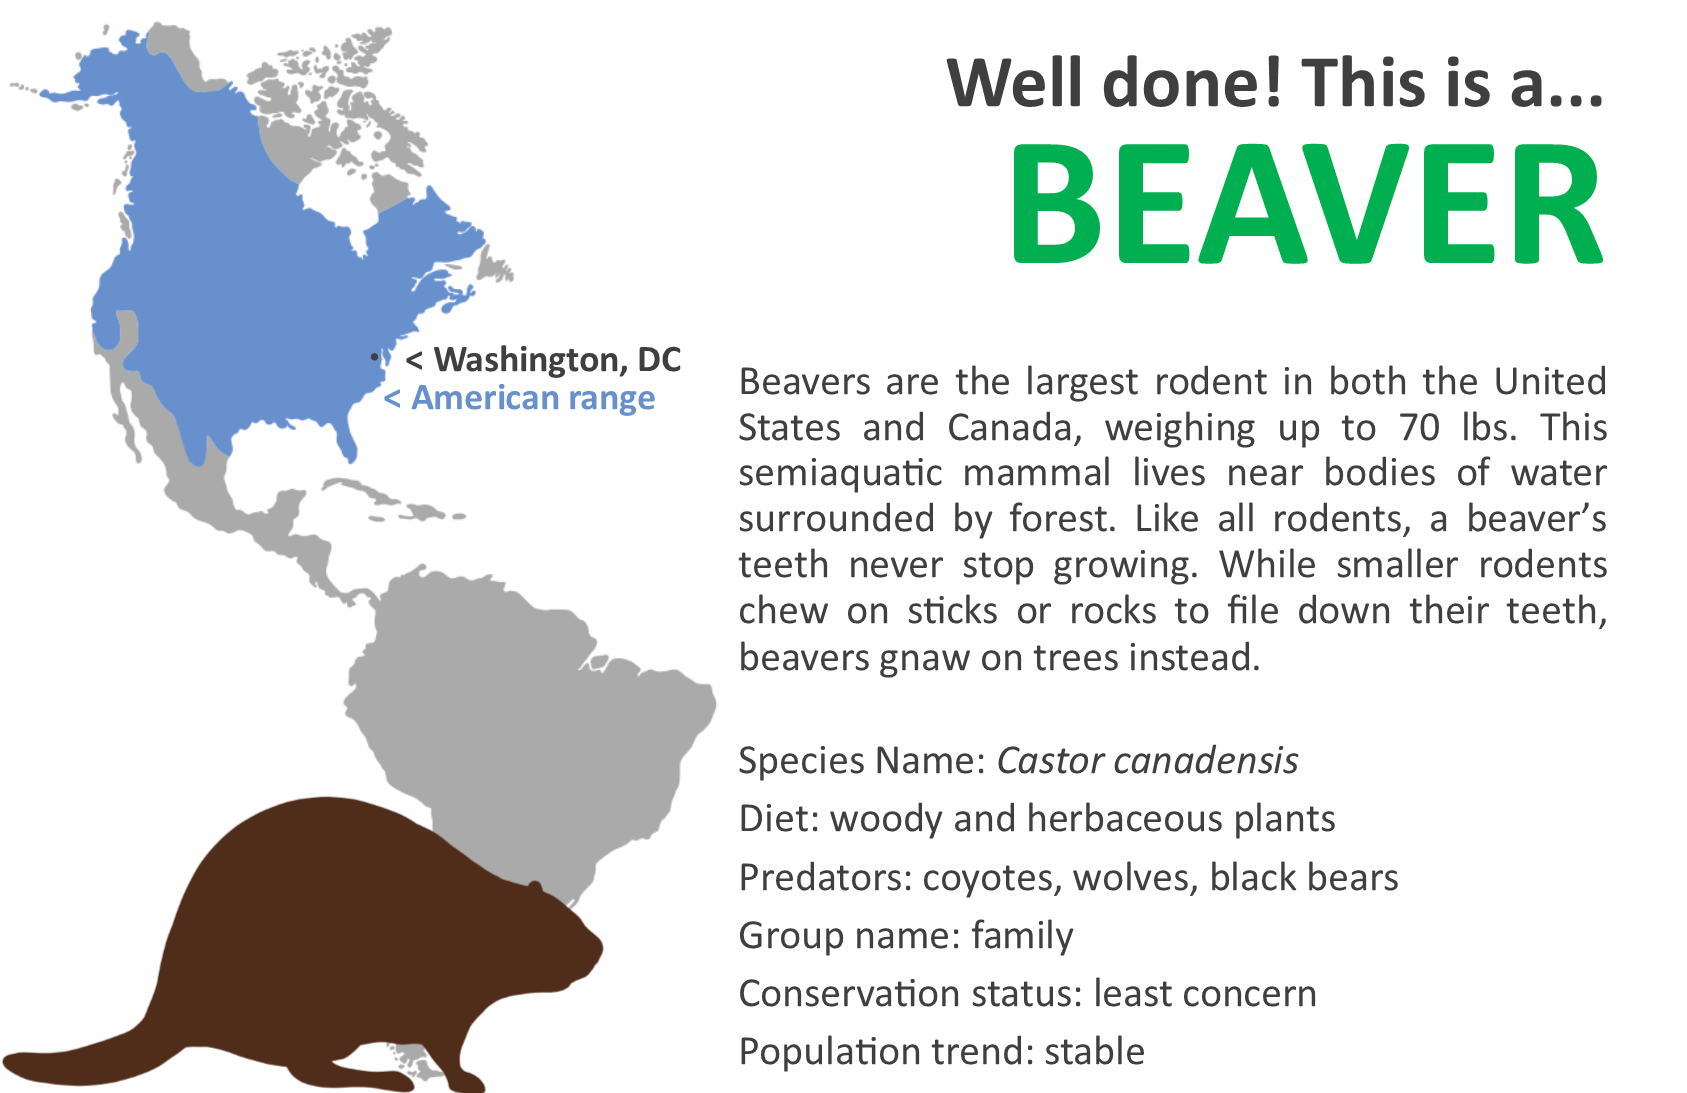 Well done! This is a...
BEAVER
< Washington, DC
< American range
Beavers are the largest rodent in both the United
States and Canada, weighing up to 70 lbs. This
semiaquatic mammal lives near bodies of water
surrounded by forest. Like all rodents, a beaver’s
teeth never stop growing. While smaller rodents
chew on sticks or rocks to file down their teeth,
beavers gnaw on trees instead.
Species Name: Castor canadensis
Diet: woody and herbaceous plants
Predators: coyotes, wolves, black bears
Group name: family
Conservation status: least concern
Population trend: stable